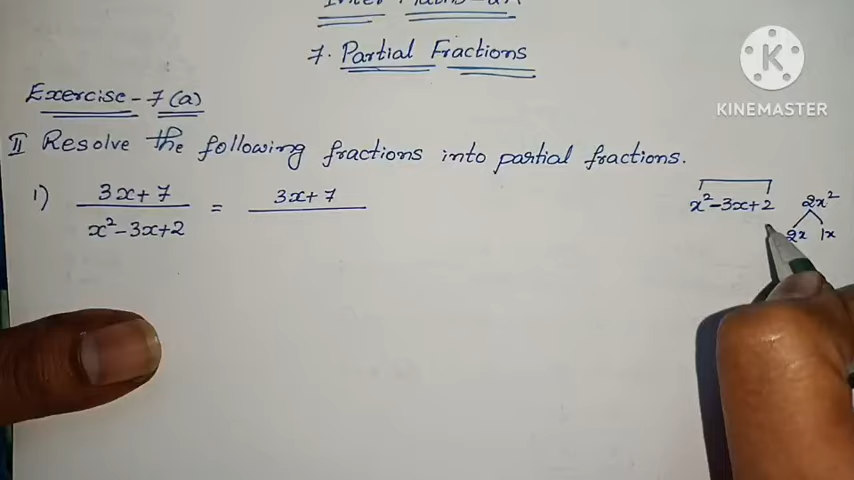 7. Partial Fractions
Exercise - 7(a)
II Resolve the following fractions into partial fractions.
1) 3x+7 / x²-3x+2 = 3x+7
x²-3x+2
2x²
2x 1x
K
KINEMASTER